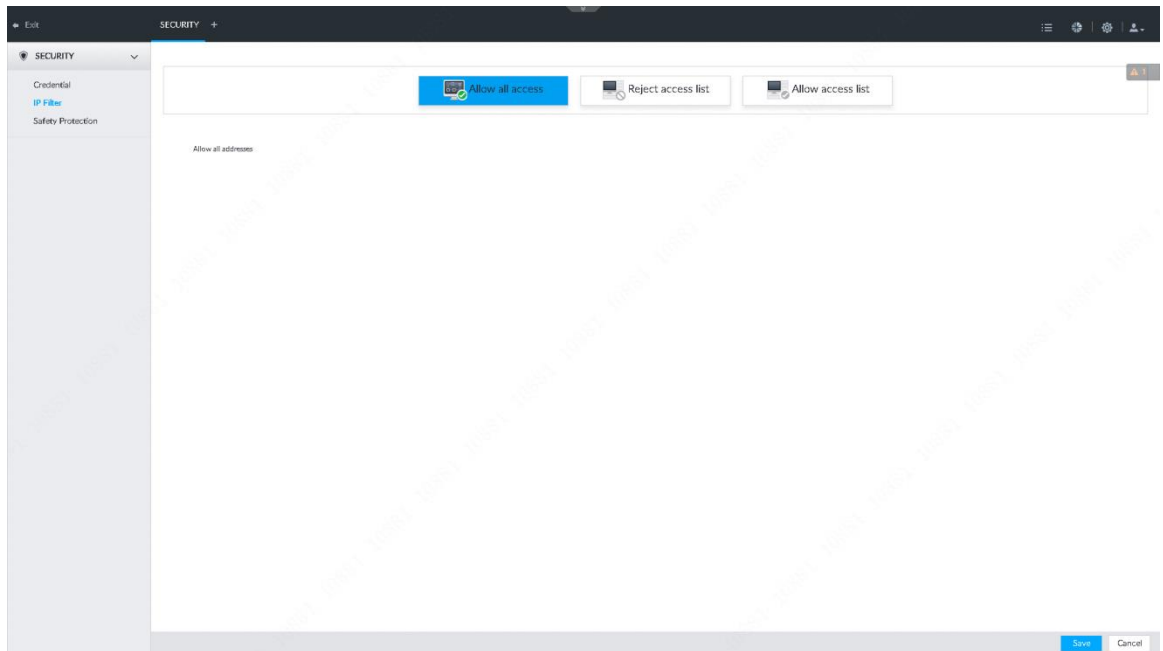 Exit
SECURITY +
SECURITY
Credential
IP Filter
Safety Protection
1
Allow all access
Reject access list
Allow access list
Allow all addresses
Save
Cancel